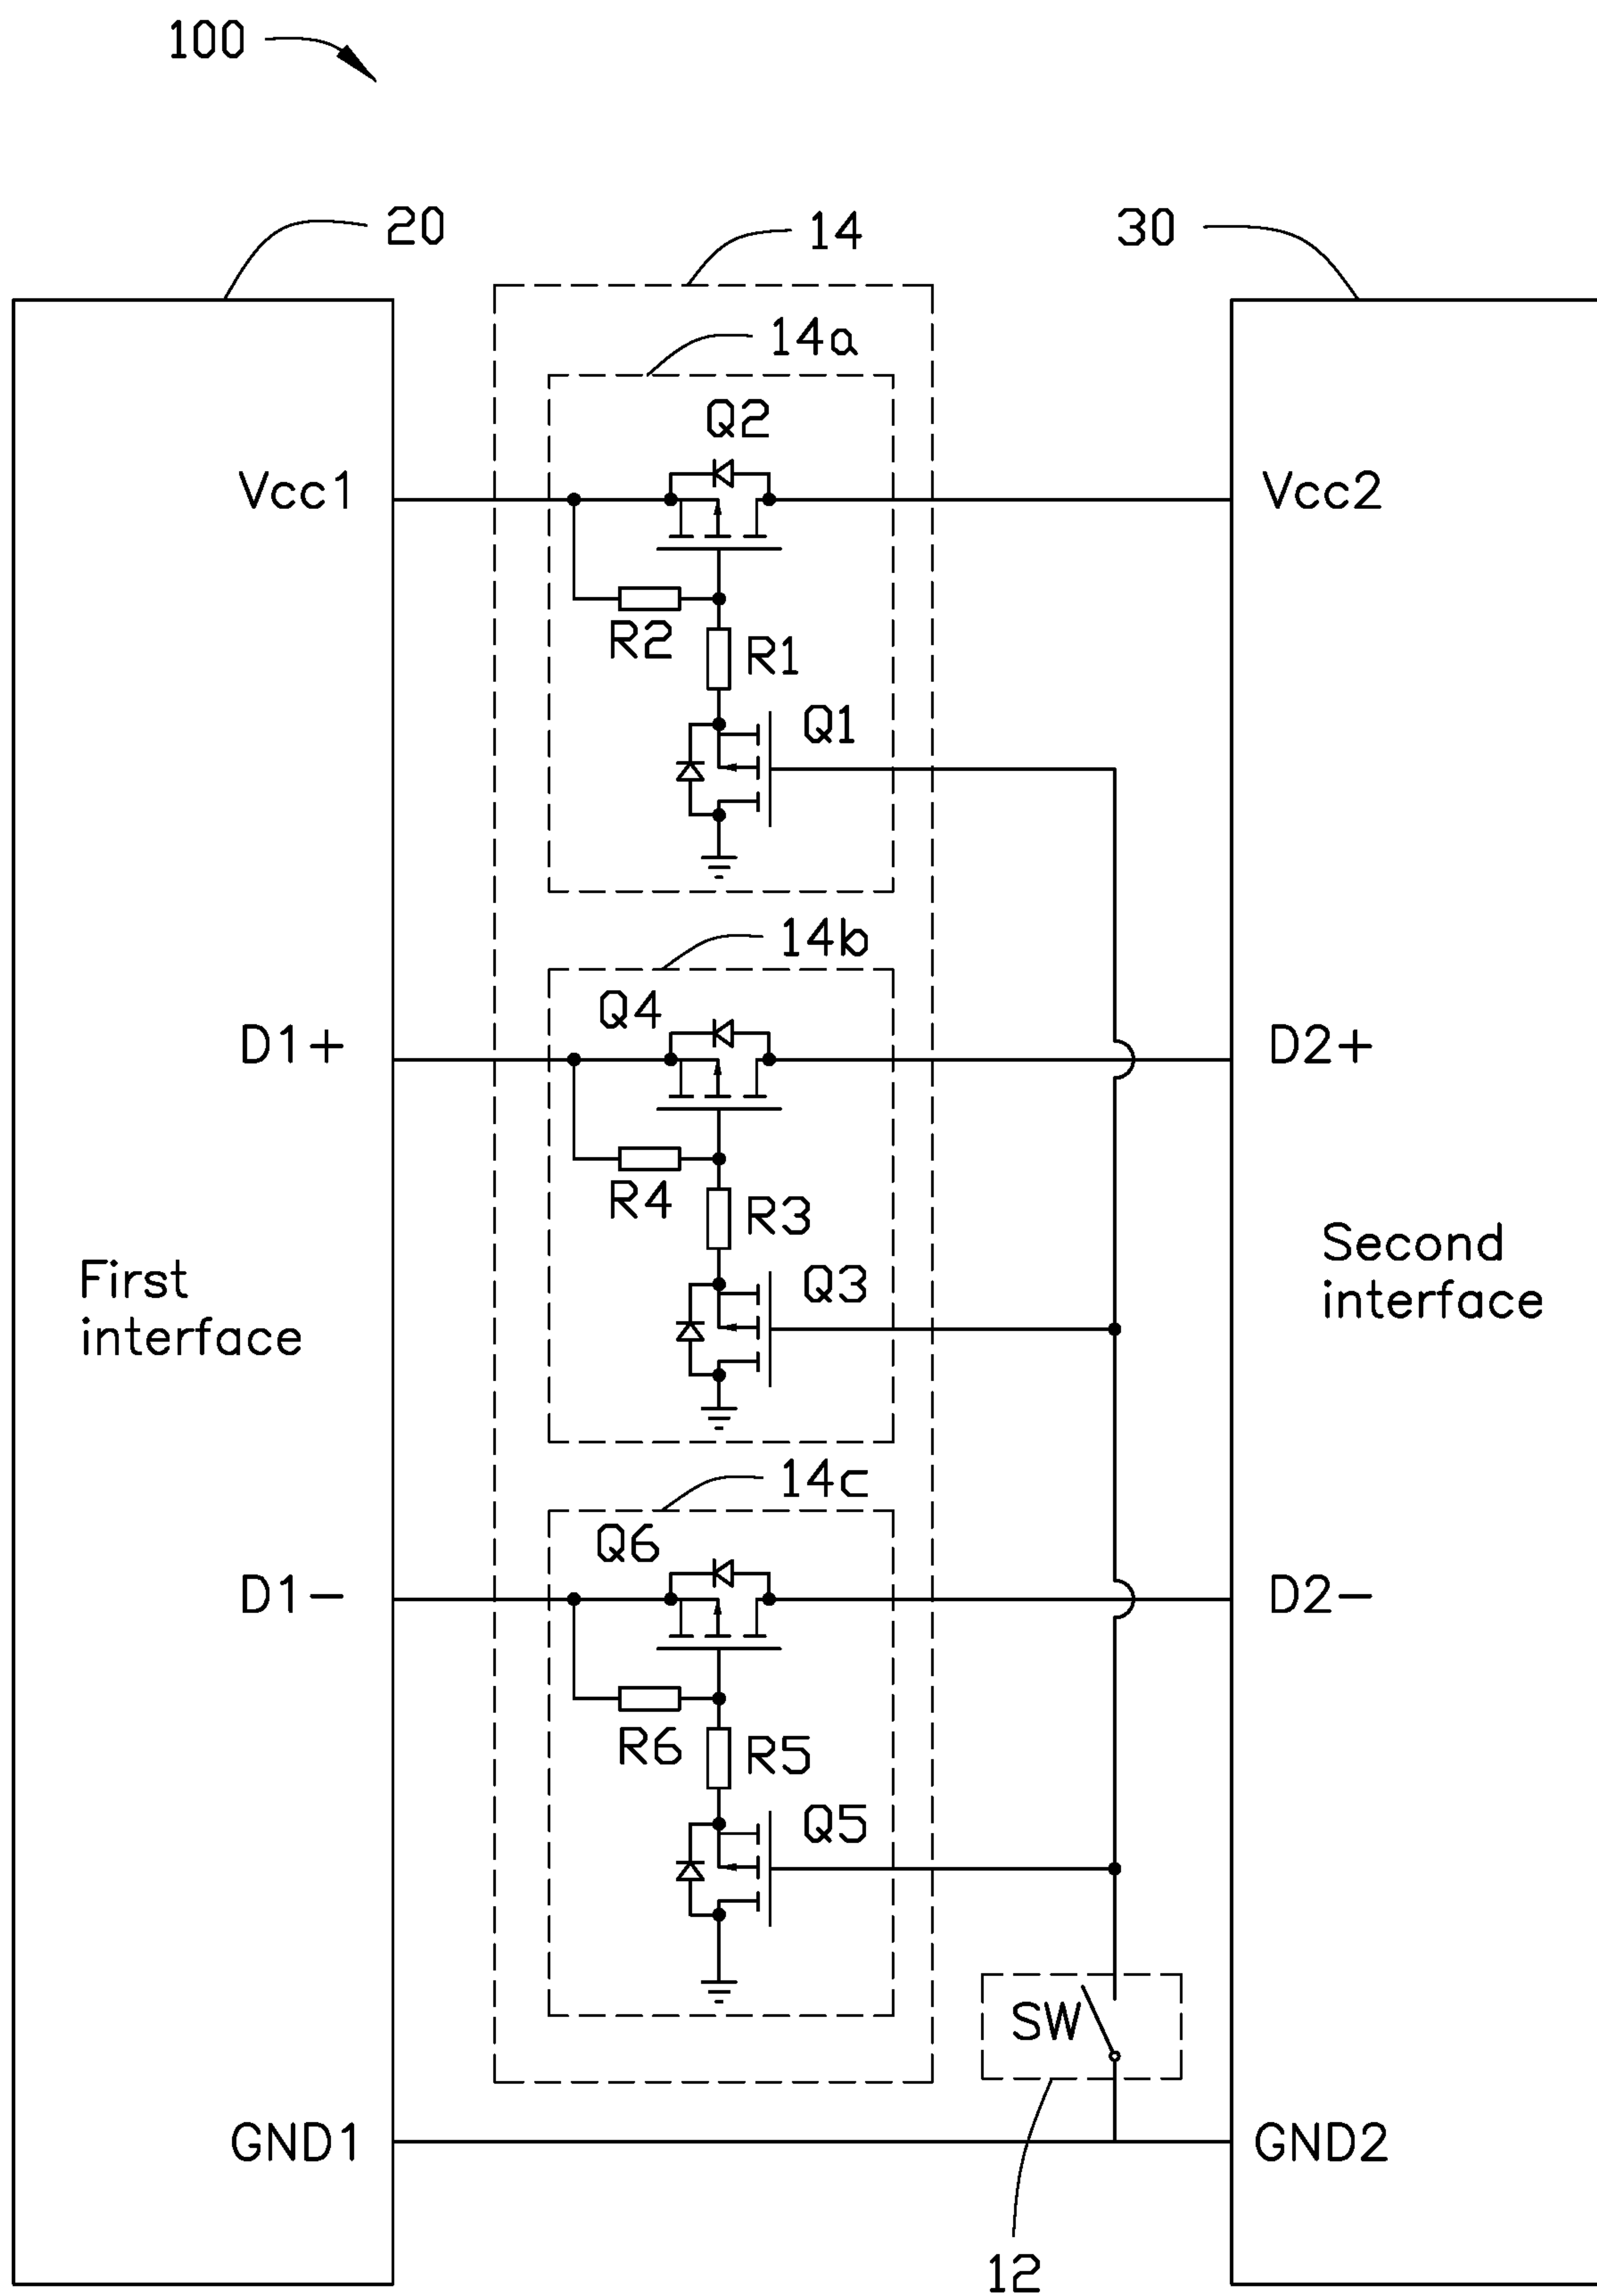 100
20
14
30
14a
Q2
Vcc1
Vcc2
R2
R1
Q1
14b
Q4
D1+
D2+
R4
R3
Q3
First
interface
Second
interface
14c
Q6
D1-
D2-
R6
R5
Q5
SW
GND1
GND2
12